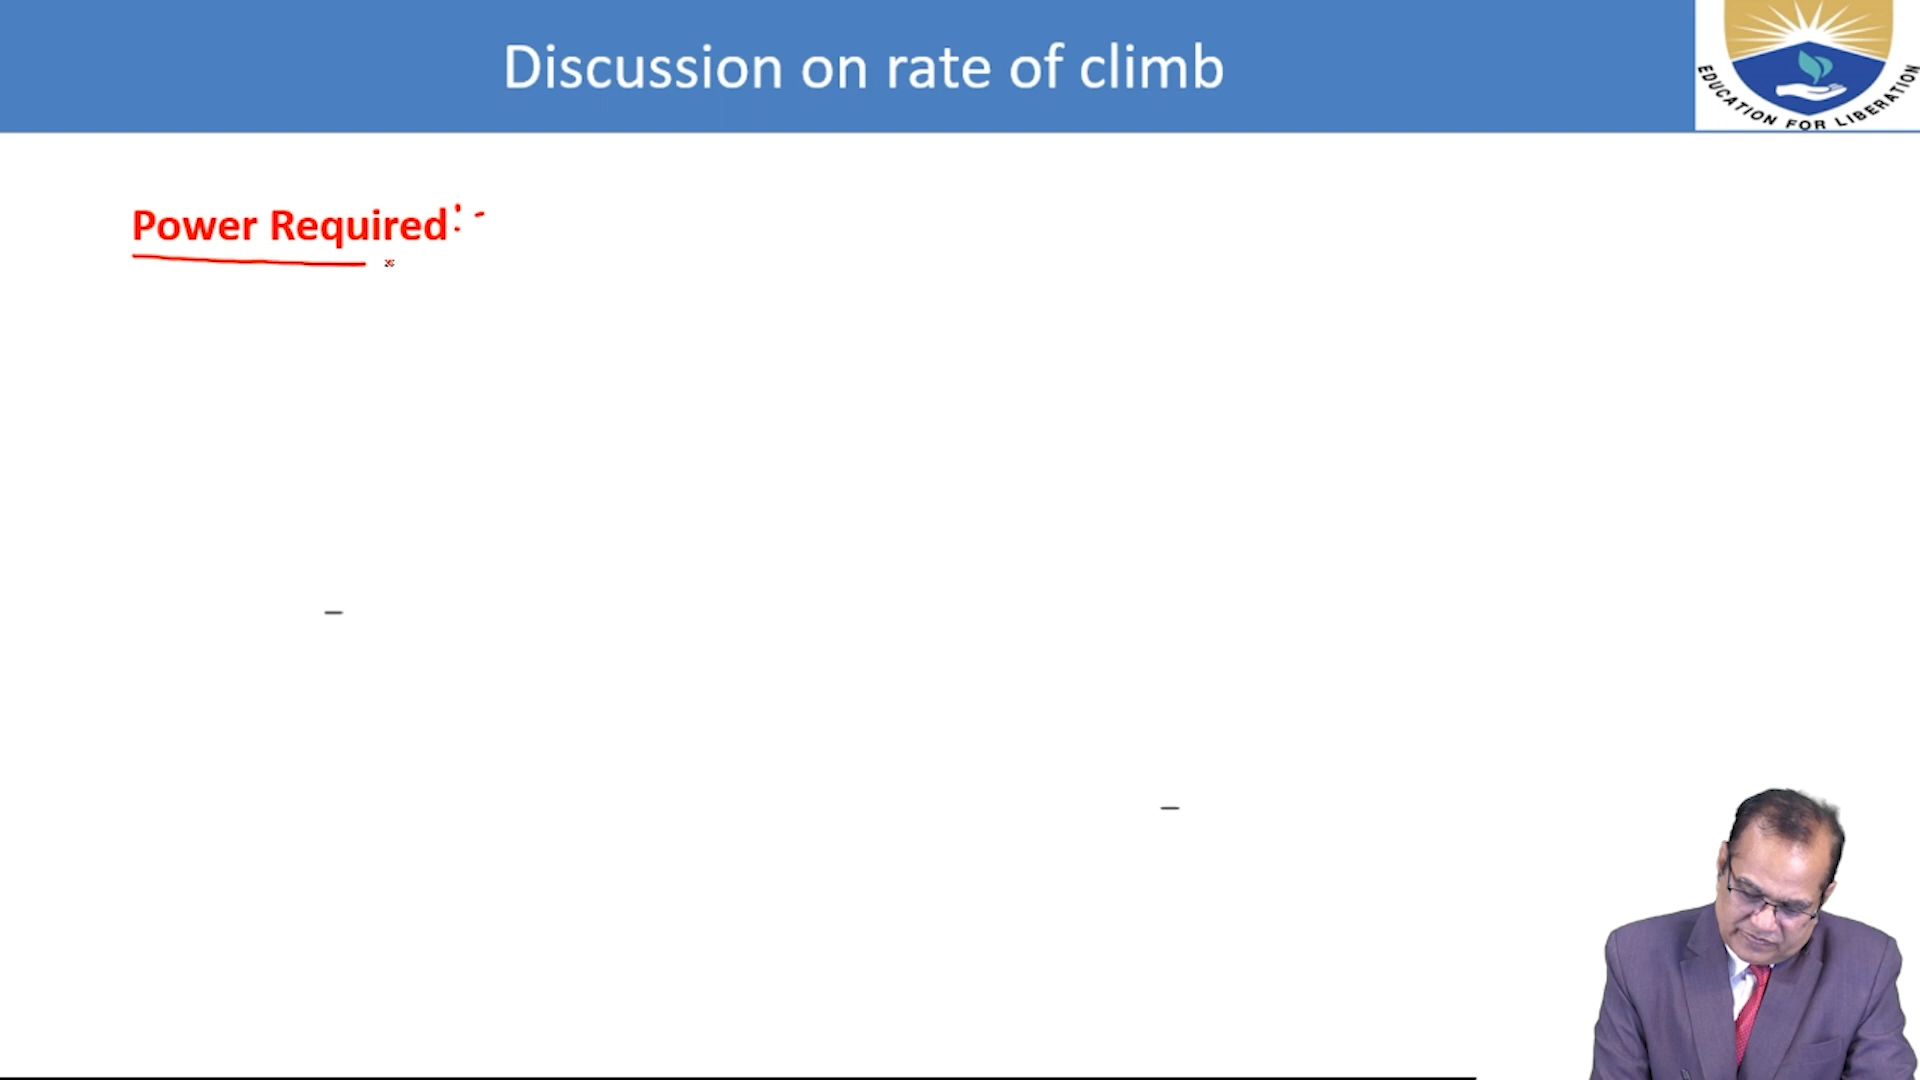 Discussion on rate of climb
EDUCATION FOR LIBERATION
Power Required:-